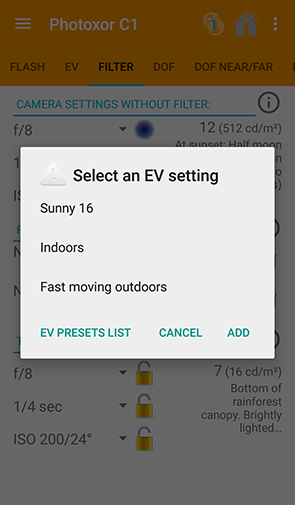 Photoxor C1
1
FLASH EV FILTER DOF DOF NEAR/FAR
CAMERA SETTINGS WITHOUT FILTER:
f/8 12 (512 cd/m²)
At sunset: Half moon
Select an EV setting
Sunny 16
Indoors
Fast moving outdoors
EV PRESETS LIST CANCEL ADD
f/8 7 (16 cd/m²)
Bottom of
1/4 sec rainforest
canopy. Brightly
ISO 200/24° lighted...